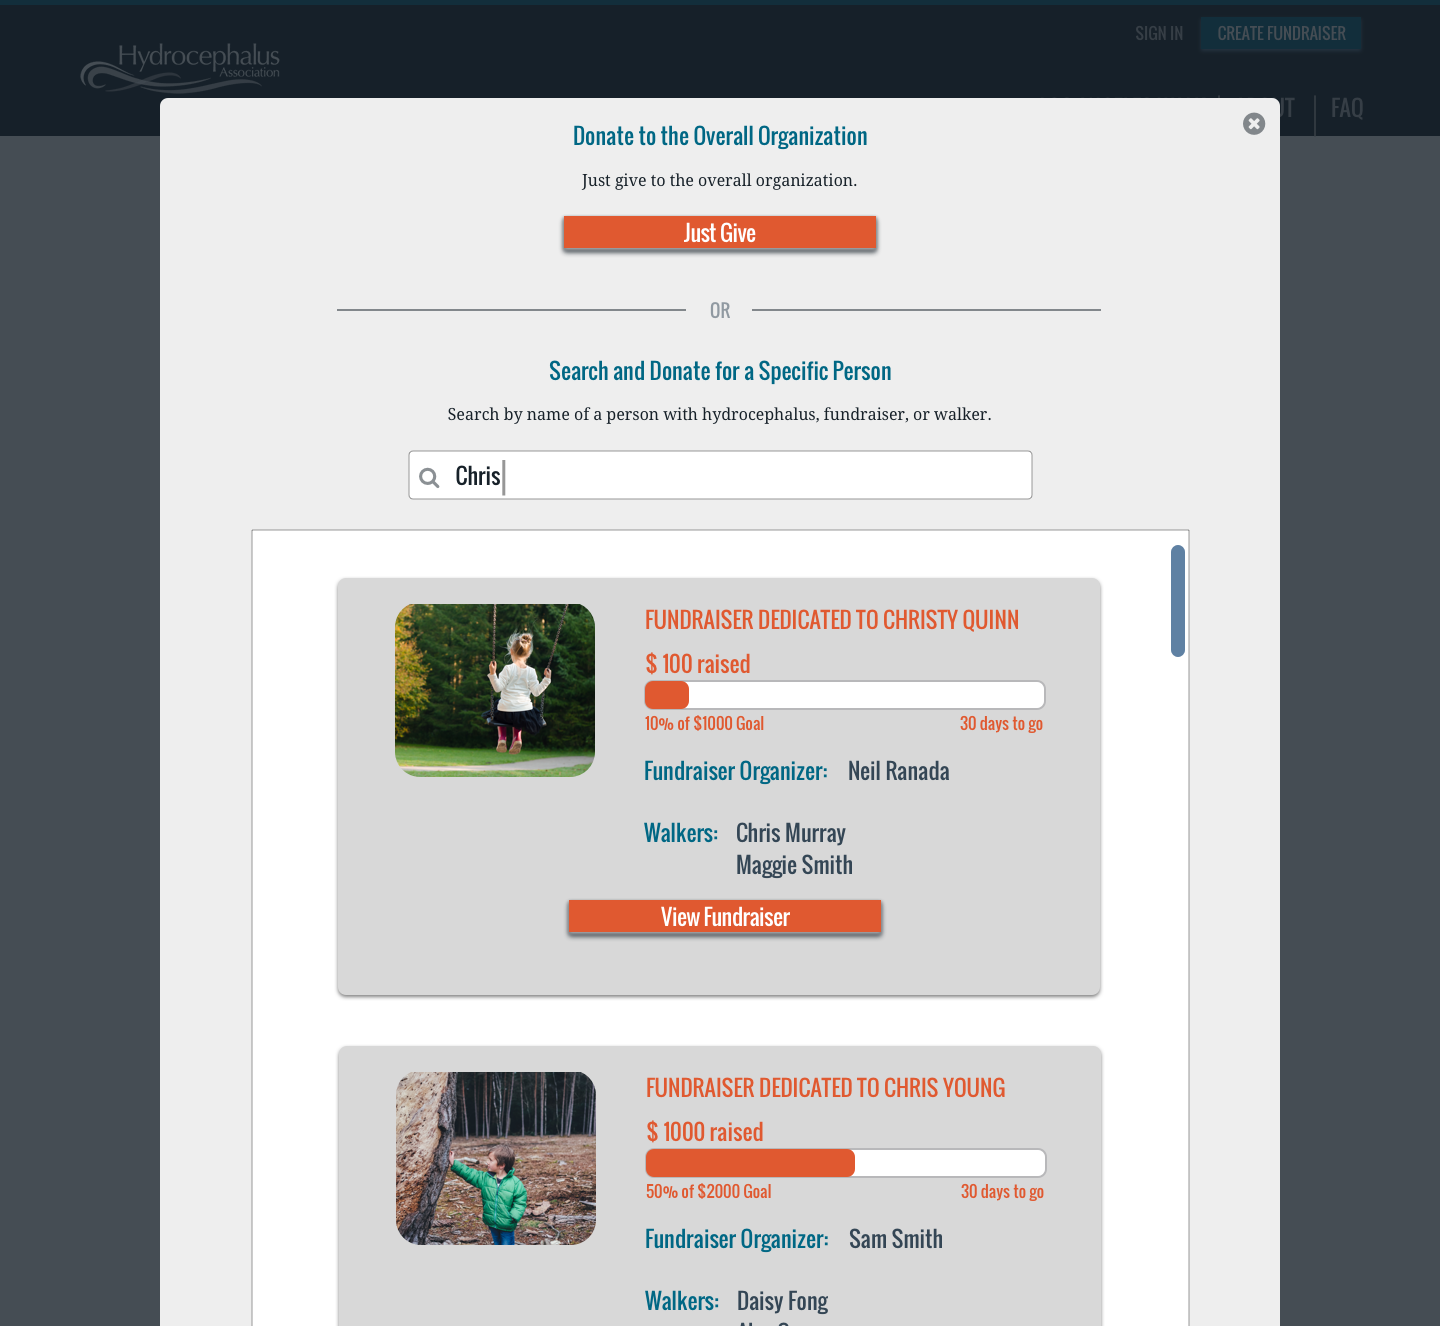 SIGN IN
CREATE FUNDRAISER
Hydrocephalus
Association
FAQ
Donate to the Overall Organization
Just give to the overall organization.
Just Give
OR
Search and Donate for a Specific Person
Search by name of a person with hydrocephalus, fundraiser, or walker.
Chris
FUNDRAISER DEDICATED TO CHRISTY QUINN
$ 100 raised
10% of $1000 Goal
30 days to go
Fundraiser Organizer: Neil Ranada
Walkers: Chris Murray
Maggie Smith
View Fundraiser
FUNDRAISER DEDICATED TO CHRIS YOUNG
$ 1000 raised
50% of $2000 Goal
30 days to go
Fundraiser Organizer: Sam Smith
Walkers: Daisy Fong